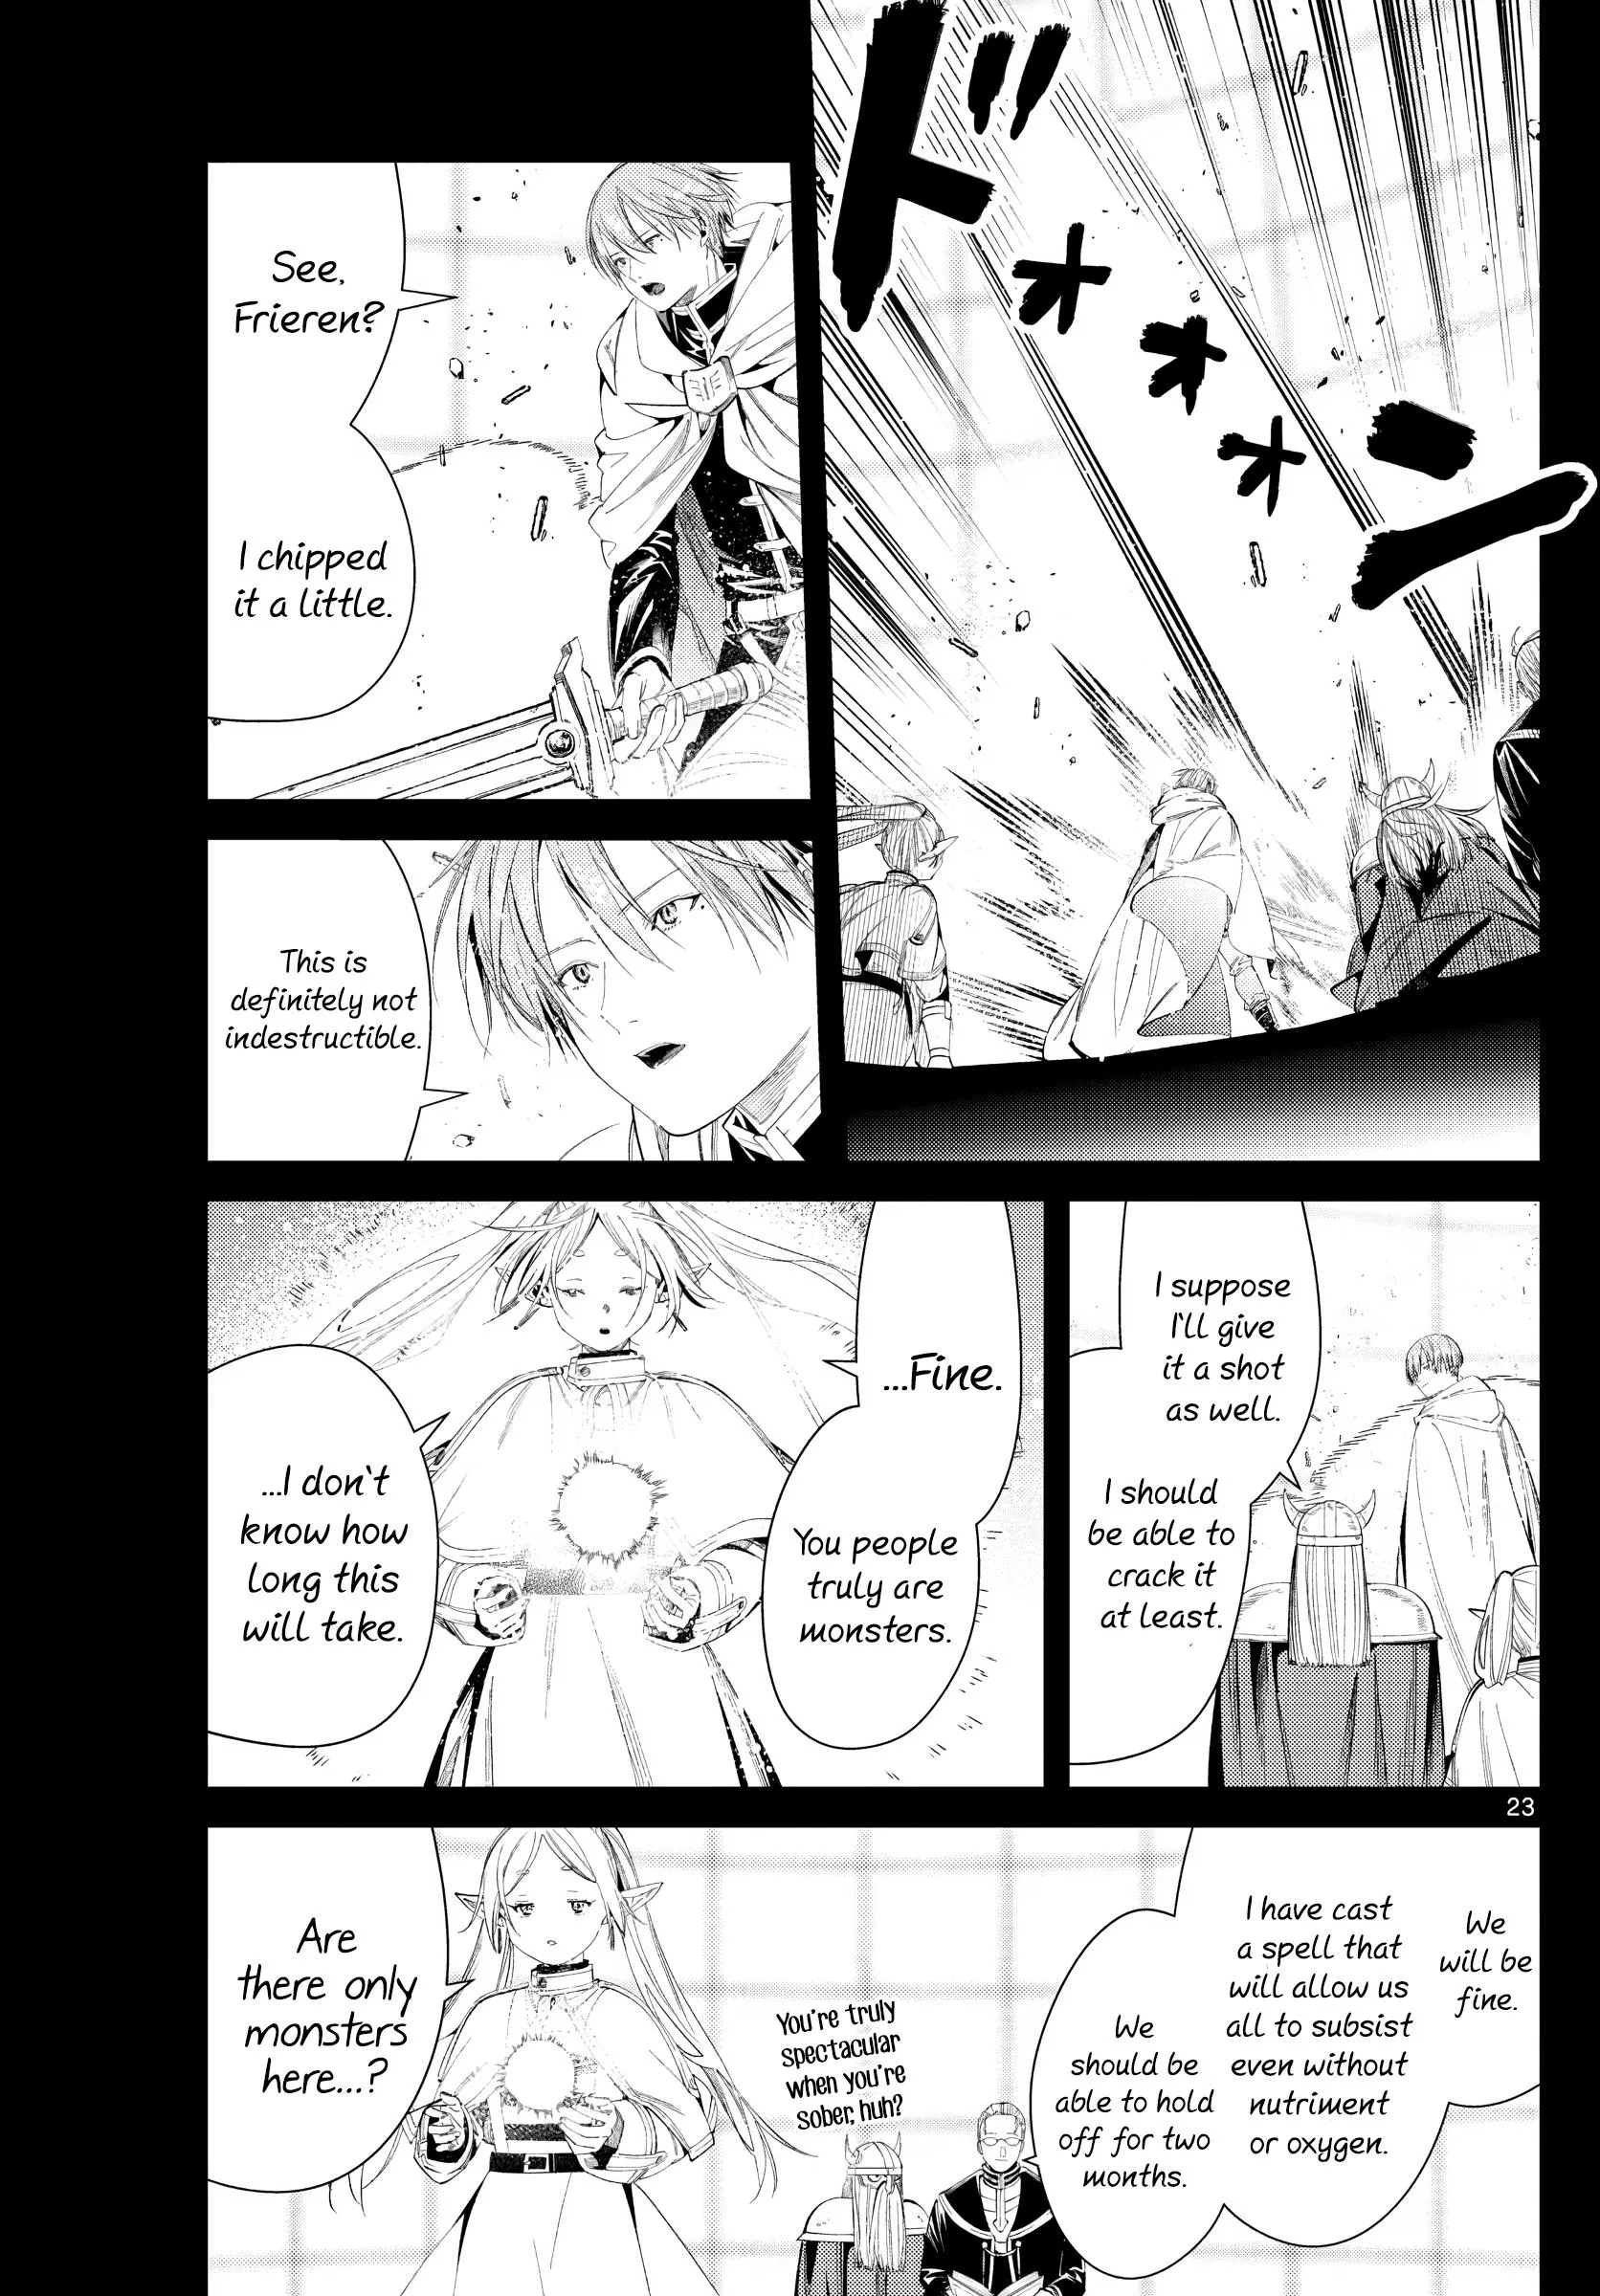 ドォォォン
See,
Frieren?
I chipped
it a little.
This is
definitely not
indestructible.
I suppose
I'll give
it a shot
as well.
I should
be able to
crack it
at least.
...Fine.
You people
truly are
monsters.
...I don't
know how
long this
will take.
23
We
will be
fine.
I have cast
a spell that
will allow us
all to subsist
even without
nutriment
or oxygen.
We
should be
able to hold
off for two
months.
You're truly
spectacular
when you're
sober, huh?
Are
there only
monsters
here...?